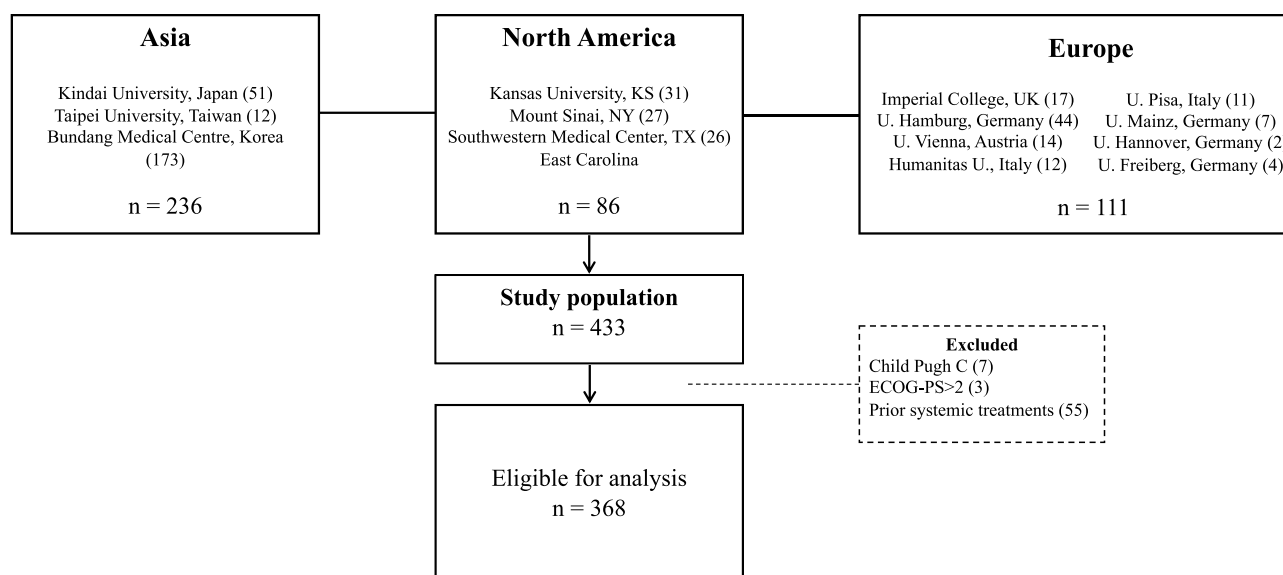 Asia
Kindai University, Japan (51)
Taipei University, Taiwan (12)
Bundang Medical Centre, Korea
(173)
n = 236
North America
Kansas University, KS (31)
Mount Sinai, NY (27)
Southwestern Medical Center, TX (26)
East Carolina
n = 86
Europe
Imperial College, UK (17)
U. Hamburg, Germany (44)
U. Vienna, Austria (14)
Humanitas U., Italy (12)
U. Pisa, Italy (11)
U. Mainz, Germany (7)
U. Hannover, Germany (2
U. Freiberg, Germany (4)
n = 111
Study population
n = 433
Excluded
Child Pugh C (7)
ECOG-PS>2 (3)
Prior systemic treatments (55)
Eligible for analysis
n = 368